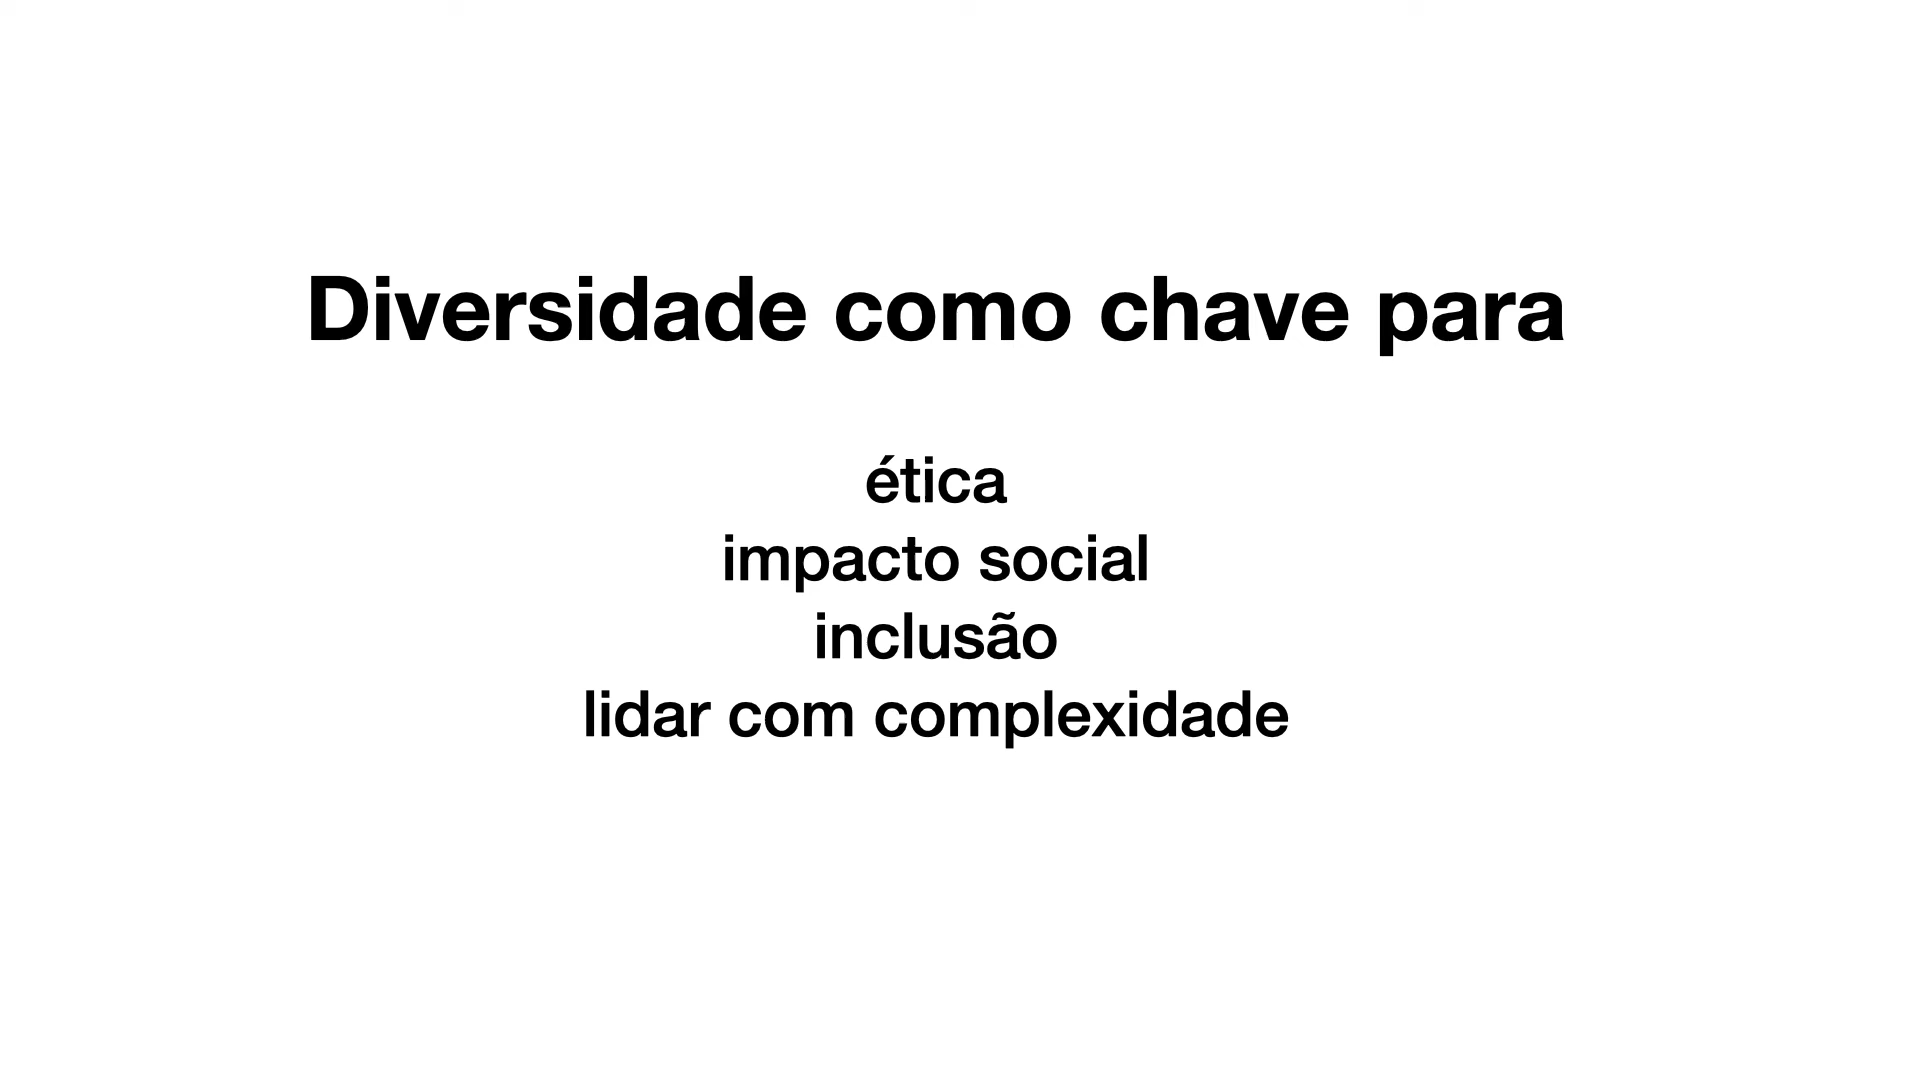 Diversidade como chave para
ética
impacto social
inclusão
lidar com complexidade